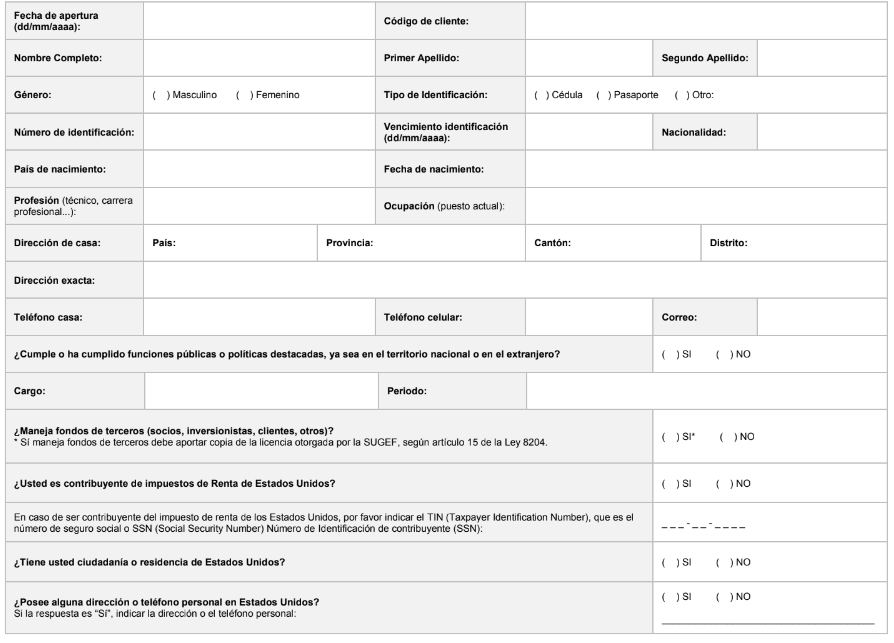 Fecha de apertura
(dd/mm/aaaa):
Código de cliente:
Nombre Completo:
Primer Apellido:
Segundo Apellido:
Género:
( ) Masculino ( ) Femenino
Tipo de Identificación:
( ) Cédula ( ) Pasaporte ( ) Otro:
Número de identificación:
Vencimiento identificación
(dd/mm/aaaa):
Nacionalidad:
País de nacimiento:
Fecha de nacimiento:
Profesión (técnico, carrera
profesional...):
Ocupación (puesto actual):
Dirección de casa:
País:
Provincia:
Cantón:
Distrito:
Dirección exacta:
Teléfono casa:
Teléfono celular:
Correo:
¿Cumple o ha cumplido funciones públicas o políticas destacadas, ya sea en el territorio nacional o en el extranjero?
( ) SI ( ) NO
Cargo:
Periodo:
¿Maneja fondos de terceros (socios, inversionistas, clientes, otros)?
* Sí maneja fondos de terceros debe aportar copia de la licencia otorgada por la SUGEF, según artículo 15 de la Ley 8204.
( ) SI* ( ) NO
¿Usted es contribuyente de impuestos de Renta de Estados Unidos?
( ) SI ( ) NO
En caso de ser contribuyente del impuesto de renta de los Estados Unidos, por favor indicar el TIN (Taxpayer Identification Number), que es el
número de seguro social o SSN (Social Security Number) Número de Identificación de contribuyente (SSN):
_ _ _ - _ _ - _ _ _ _
¿Tiene usted ciudadanía o residencia de Estados Unidos?
( ) SI ( ) NO
¿Posee alguna dirección o teléfono personal en Estados Unidos?
Si la respuesta es "Sí", indicar la dirección o el teléfono personal:
( ) SI ( ) NO